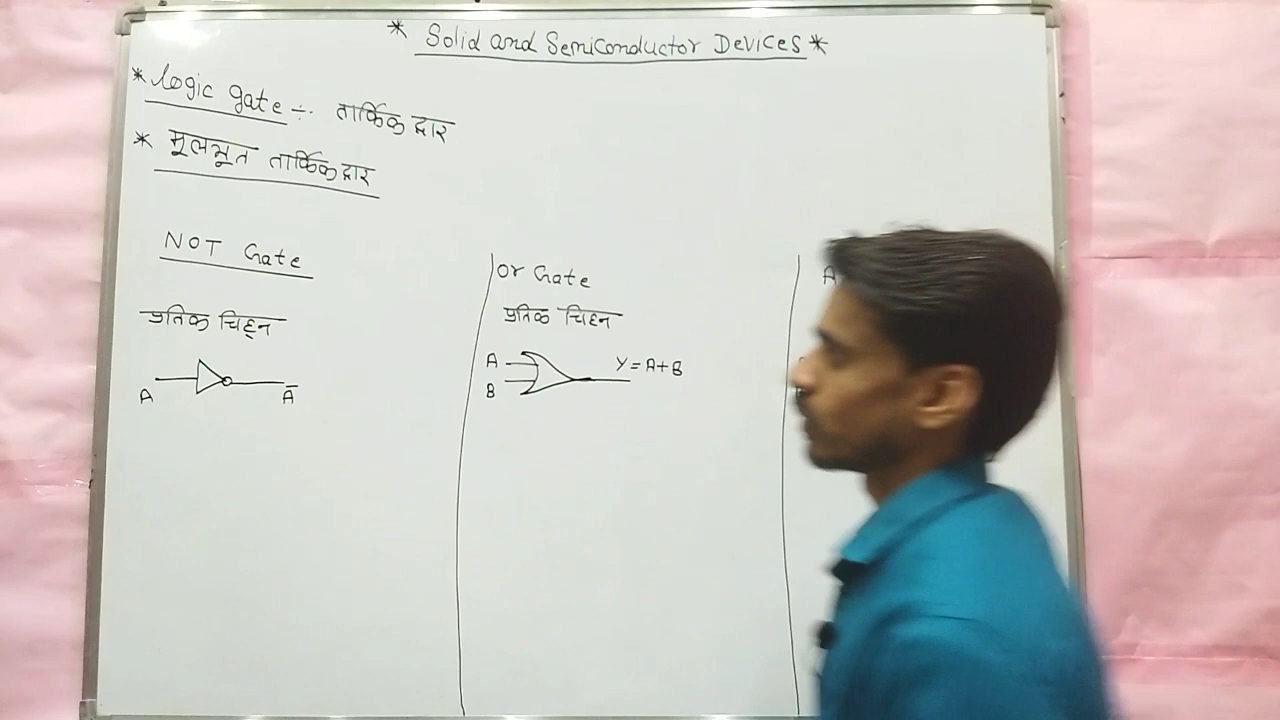 * Solid and Semiconductor Devices *
* Logic gate ÷ तार्किक द्वार
* मूलभूत तार्किक द्वार
NOT Gate
प्रतिक चिह्न
A Ā
Or Gate
प्रतिक चिह्न
A
B
Y = A+B
A